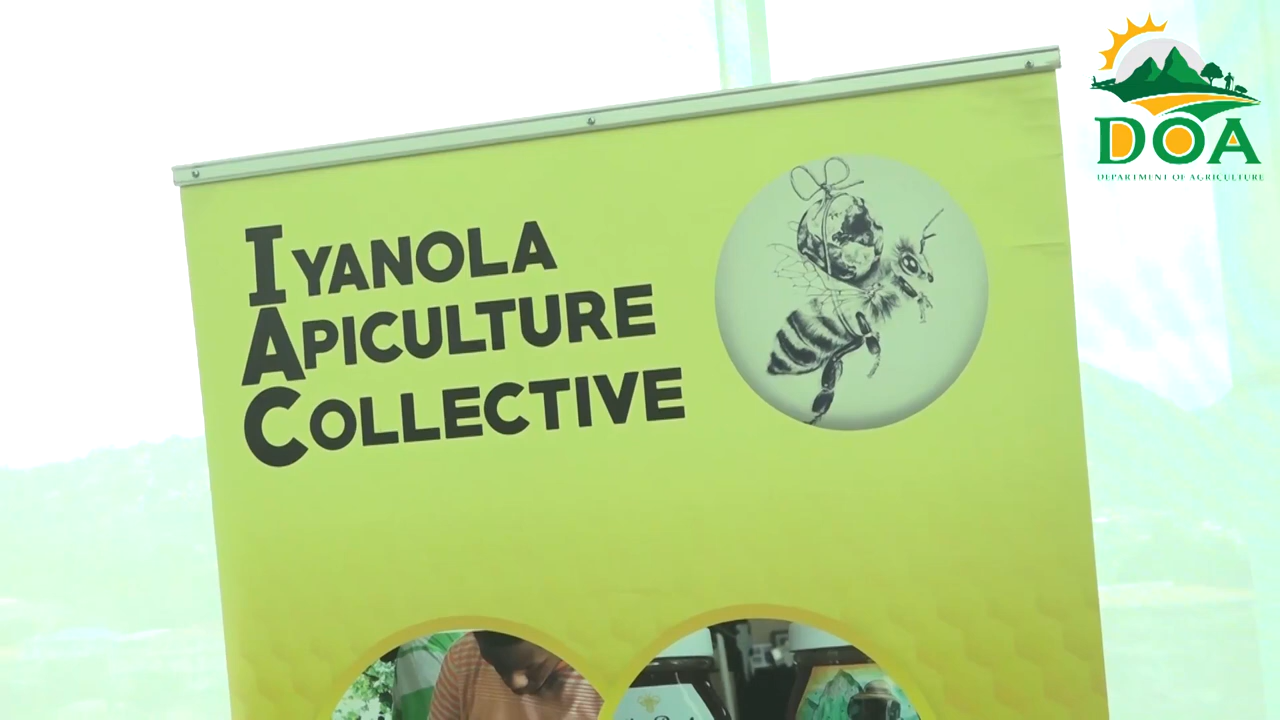 IYANOLA
APICULTURE
COLLECTIVE
DOA
DEPARTMENT OF AGRICULTURE